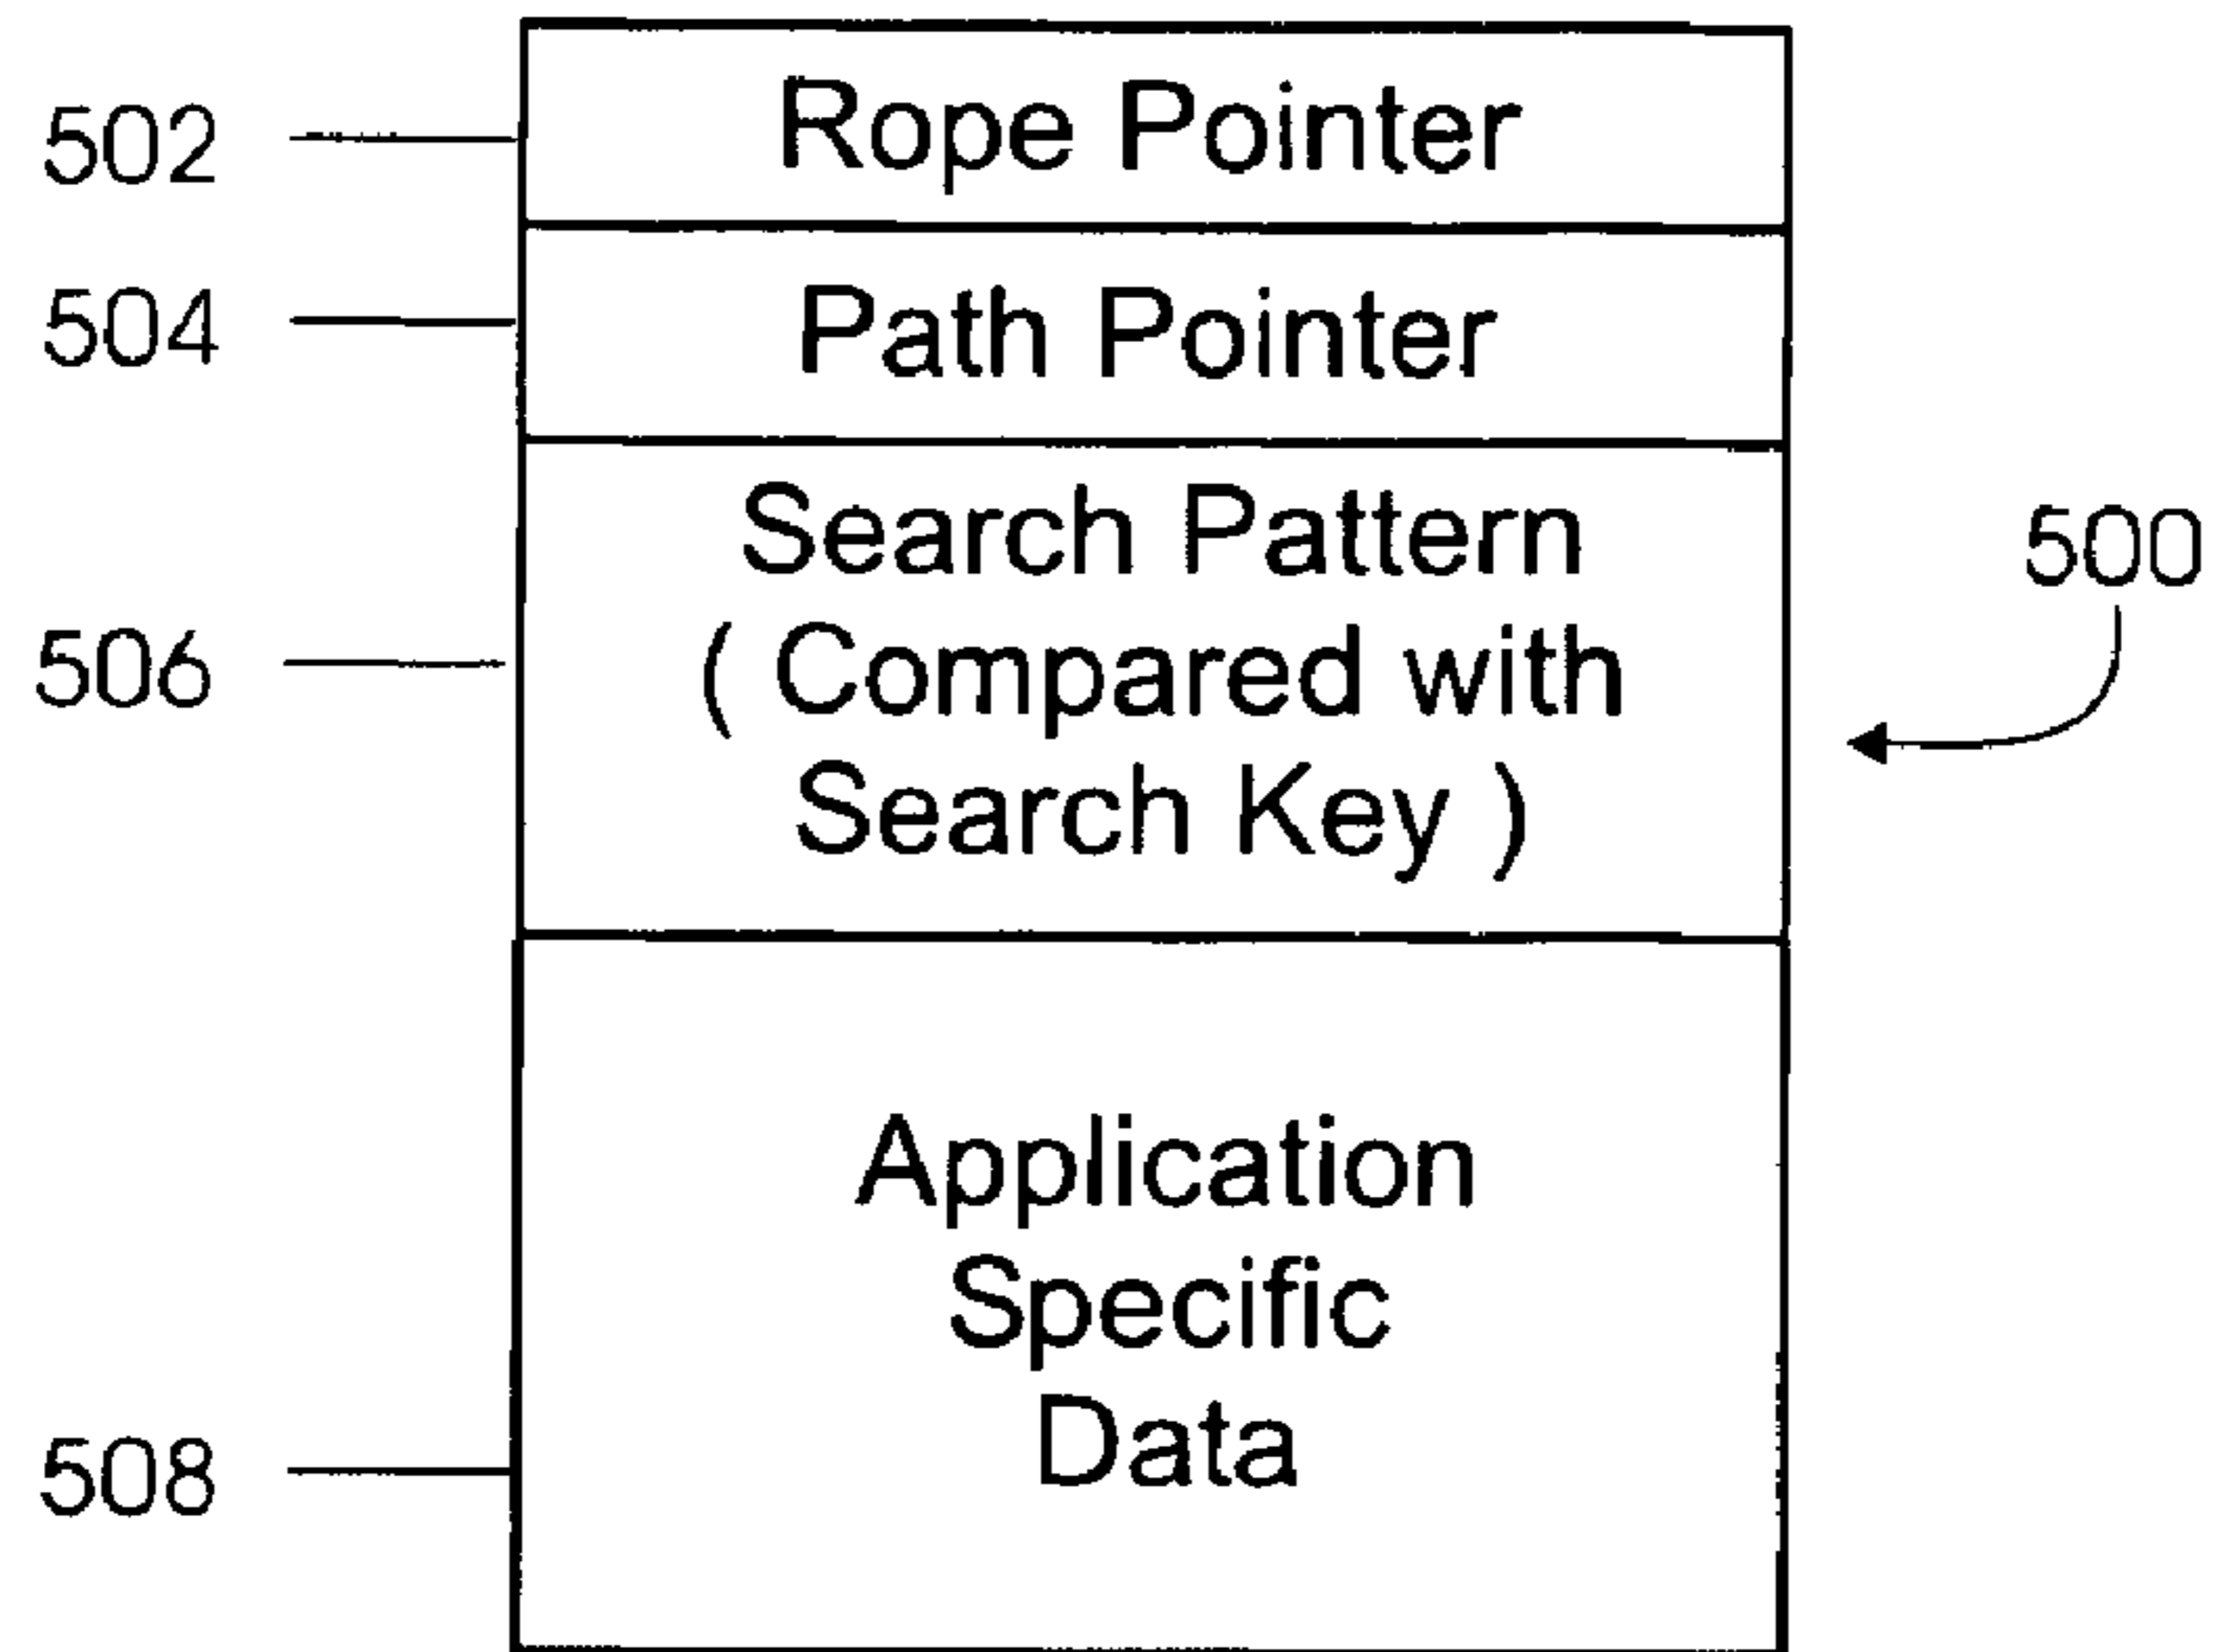 502
Rope Pointer
504
Path Pointer
Search Pattern
500
506
( Compared with
Search Key )
Application
Specific
508
Data